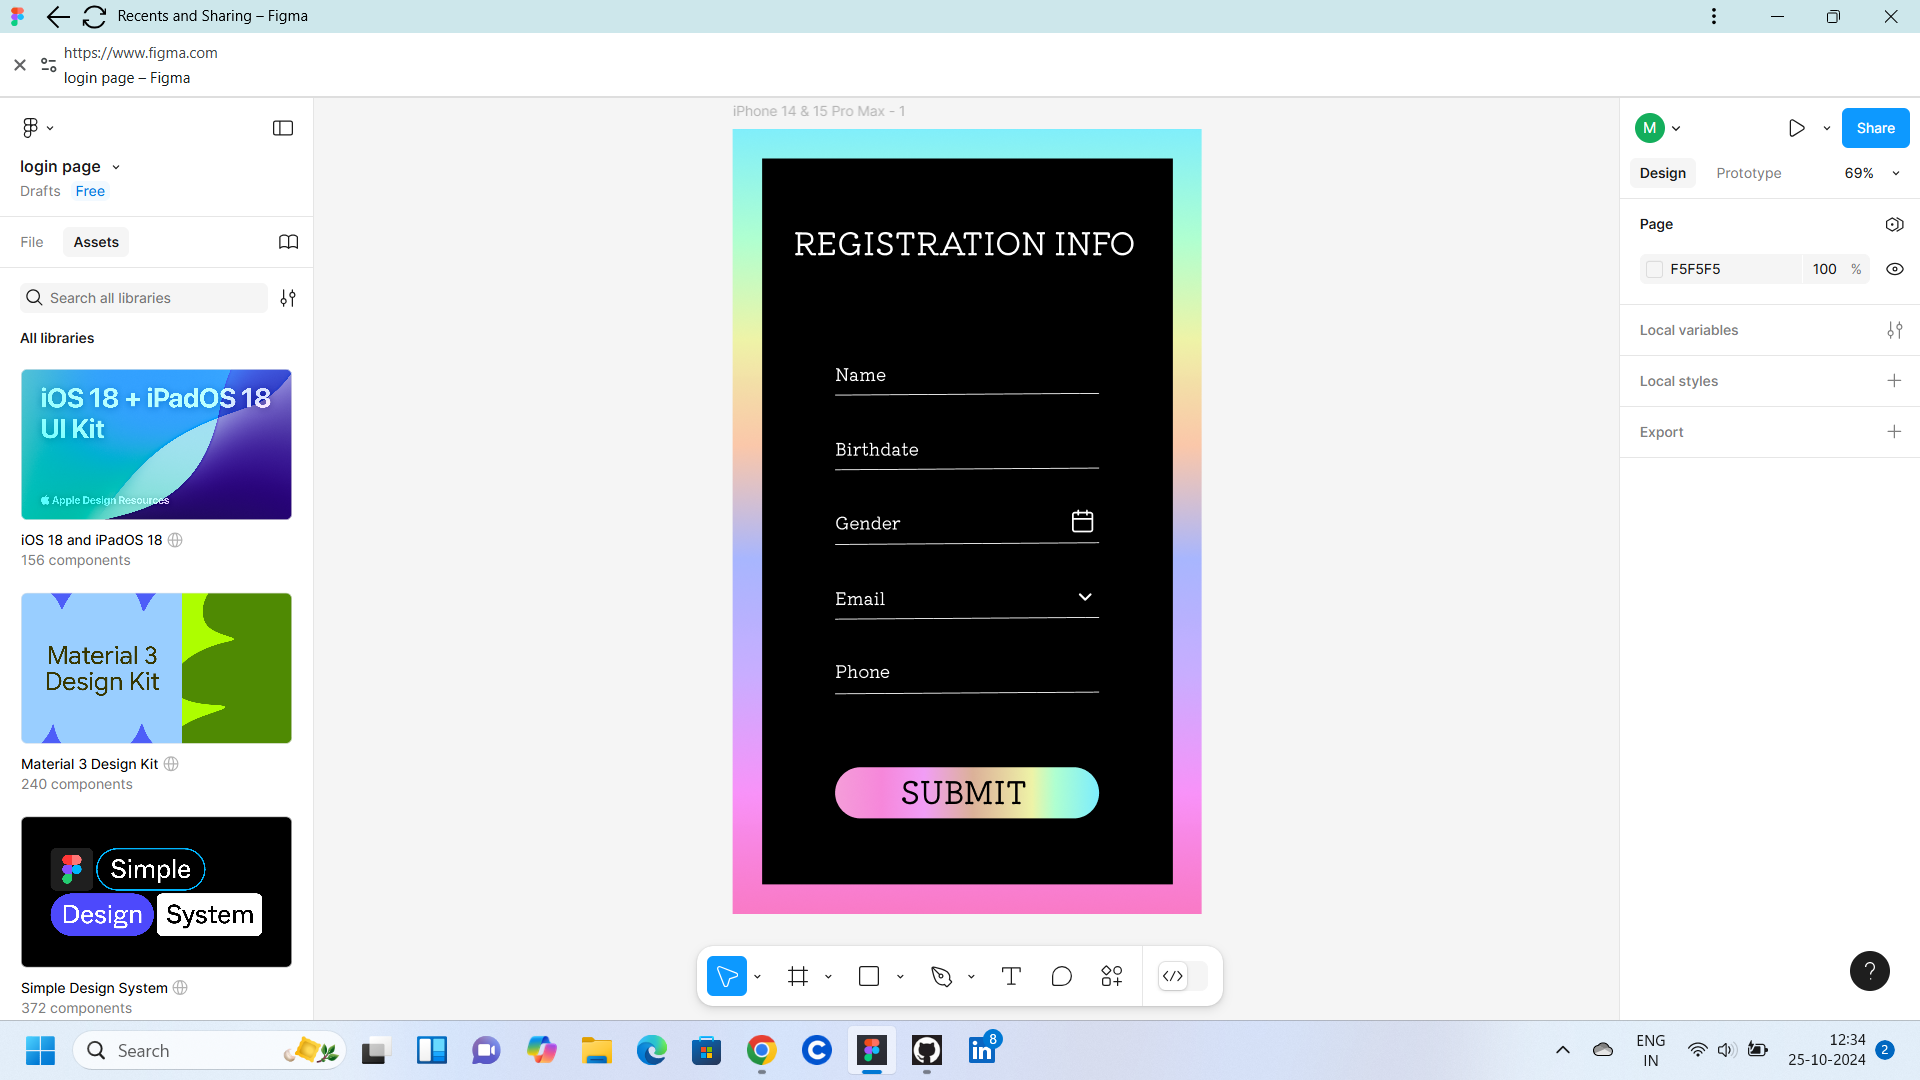 Recents and Sharing – Figma
https://www.figma.com
login page – Figma
login page
Drafts Free
File Assets
Search all libraries
All libraries
iOS 18 + iPadOS 18
UI Kit
Apple Design Resources
iOS 18 and iPadOS 18
156 components
Material 3
Design Kit
Material 3 Design Kit
240 components
Simple
Design System
Simple Design System
372 components
iPhone 14 & 15 Pro Max - 1
REGISTRATION INFO
Name
Birthdate
Gender
Email
Phone
SUBMIT
M
Share
Design Prototype 69%
Page
F5F5F5 100 %
Local variables
Local styles
Export
?
Search
8
ENG
IN
12:34
25-10-2024
2